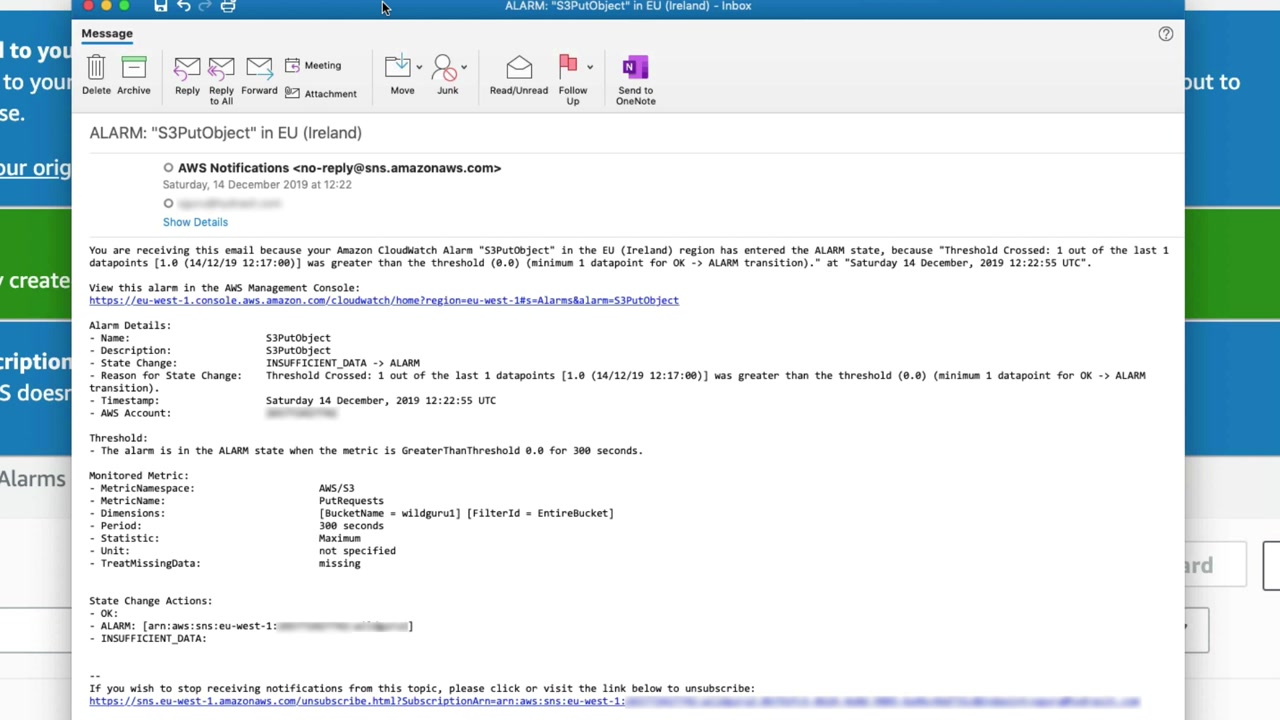 ALARM: "S3PutObject" in EU (Ireland) - Inbox
Message
Delete
Archive
Reply
Reply to All
Forward
Meeting
Attachment
Move
Junk
Read/Unread
Follow Up
Send to OneNote
ALARM: "S3PutObject" in EU (Ireland)
AWS Notifications <no-reply@sns.amazonaws.com>
Saturday, 14 December 2019 at 12:22
Show Details
You are receiving this email because your Amazon CloudWatch Alarm "S3PutObject" in the EU (Ireland) region has entered the ALARM state, because "Threshold Crossed: 1 out of the last 1
datapoints [1.0 (14/12/19 12:17:00)] was greater than the threshold (0.0) (minimum 1 datapoint for OK -> ALARM transition)." at "Saturday 14 December, 2019 12:22:55 UTC".
View this alarm in the AWS Management Console:
https://eu-west-1.console.aws.amazon.com/cloudwatch/home?region=eu-west-1#s=Alarms&alarm=S3PutObject
Alarm Details:
- Name: S3PutObject
- Description: S3PutObject
- State Change: INSUFFICIENT_DATA -> ALARM
- Reason for State Change: Threshold Crossed: 1 out of the last 1 datapoints [1.0 (14/12/19 12:17:00)] was greater than the threshold (0.0) (minimum 1 datapoint for OK -> ALARM
transition).
- Timestamp: Saturday 14 December, 2019 12:22:55 UTC
- AWS Account:
Threshold:
- The alarm is in the ALARM state when the metric is GreaterThanThreshold 0.0 for 300 seconds.
Monitored Metric:
- MetricNamespace: AWS/S3
- MetricName: PutRequests
- Dimensions: [BucketName = wildguru1] [FilterId = EntireBucket]
- Period: 300 seconds
- Statistic: Maximum
- Unit: not specified
- TreatMissingData: missing
State Change Actions:
- OK:
- ALARM: [arn:aws:sns:eu-west-1: ]
- INSUFFICIENT_DATA:
--
If you wish to stop receiving notifications from this topic, please click or visit the link below to unsubscribe:
https://sns.eu-west-1.amazonaws.com/unsubscribe.html?SubscriptionArn=arn:aws:sns:eu-west-1:
to you
to your
se.
our orig
create
cription
S doesn
Alarms
out to
ard